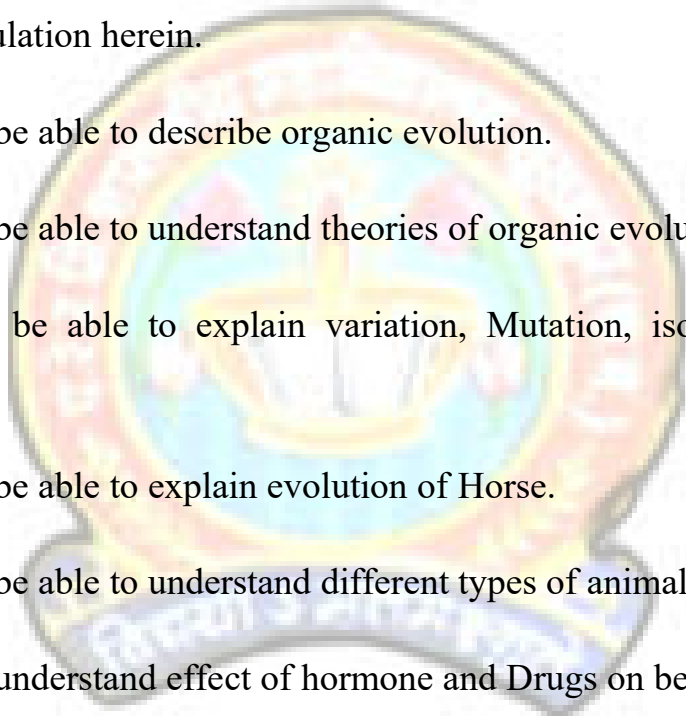 ulation herein.
be able to describe organic evolution.
be able to understand theories of organic evolu
be able to explain variation, Mutation, iso
be able to explain evolution of Horse.
be able to understand different types of animal
understand effect of hormone and Drugs on be